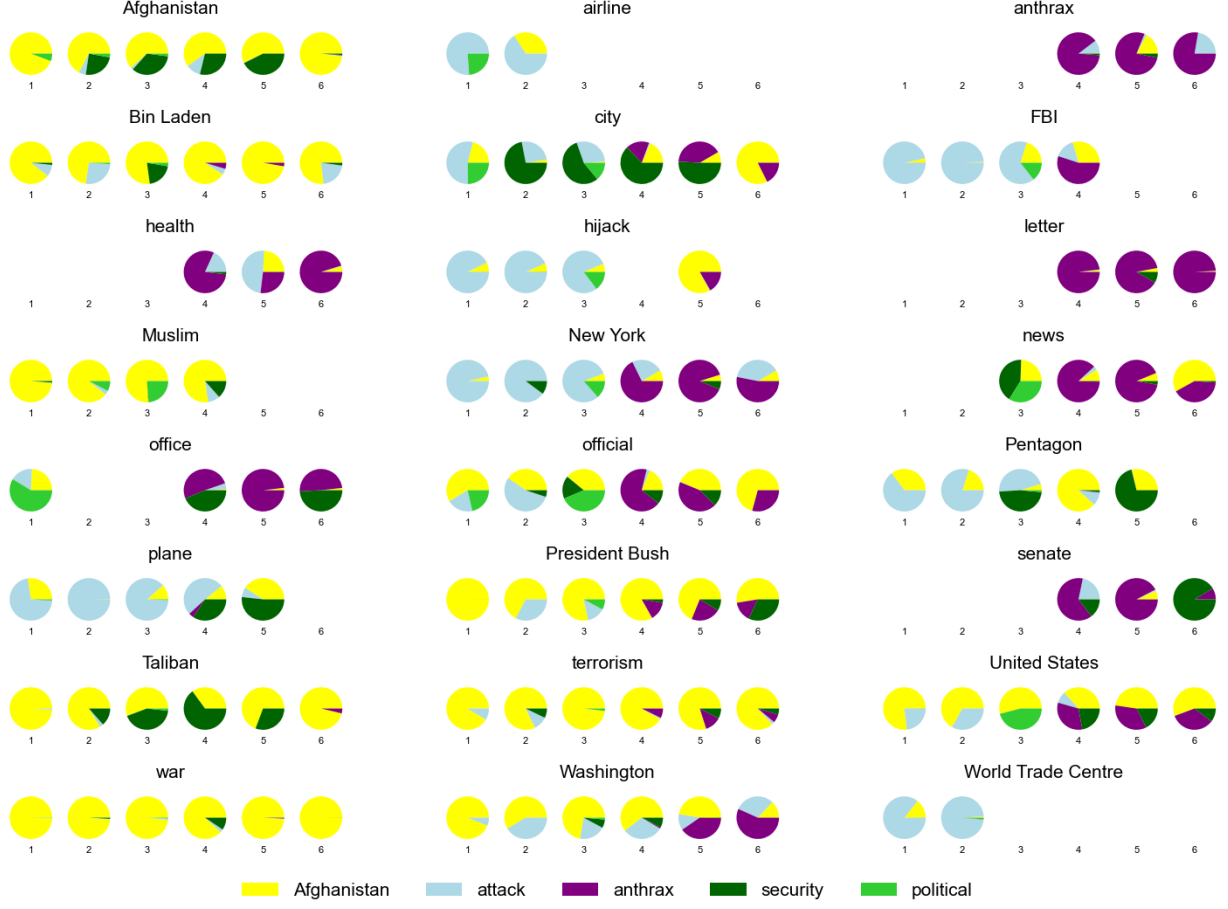 Afghanistan airline anthrax
1 2 3 4 5 6 1 2 3 4 5 6 1 2 3 4 5 6
Bin Laden city FBI
1 2 3 4 5 6 1 2 3 4 5 6 1 2 3 4 5 6
health hijack letter
1 2 3 4 5 6 1 2 3 4 5 6 1 2 3 4 5 6
Muslim New York news
1 2 3 4 5 6 1 2 3 4 5 6 1 2 3 4 5 6
office official Pentagon
1 2 3 4 5 6 1 2 3 4 5 6 1 2 3 4 5 6
plane President Bush senate
1 2 3 4 5 6 1 2 3 4 5 6 1 2 3 4 5 6
Taliban terrorism United States
1 2 3 4 5 6 1 2 3 4 5 6 1 2 3 4 5 6
war Washington World Trade Centre
1 2 3 4 5 6 1 2 3 4 5 6 1 2 3 4 5 6
Afghanistan attack anthrax security political